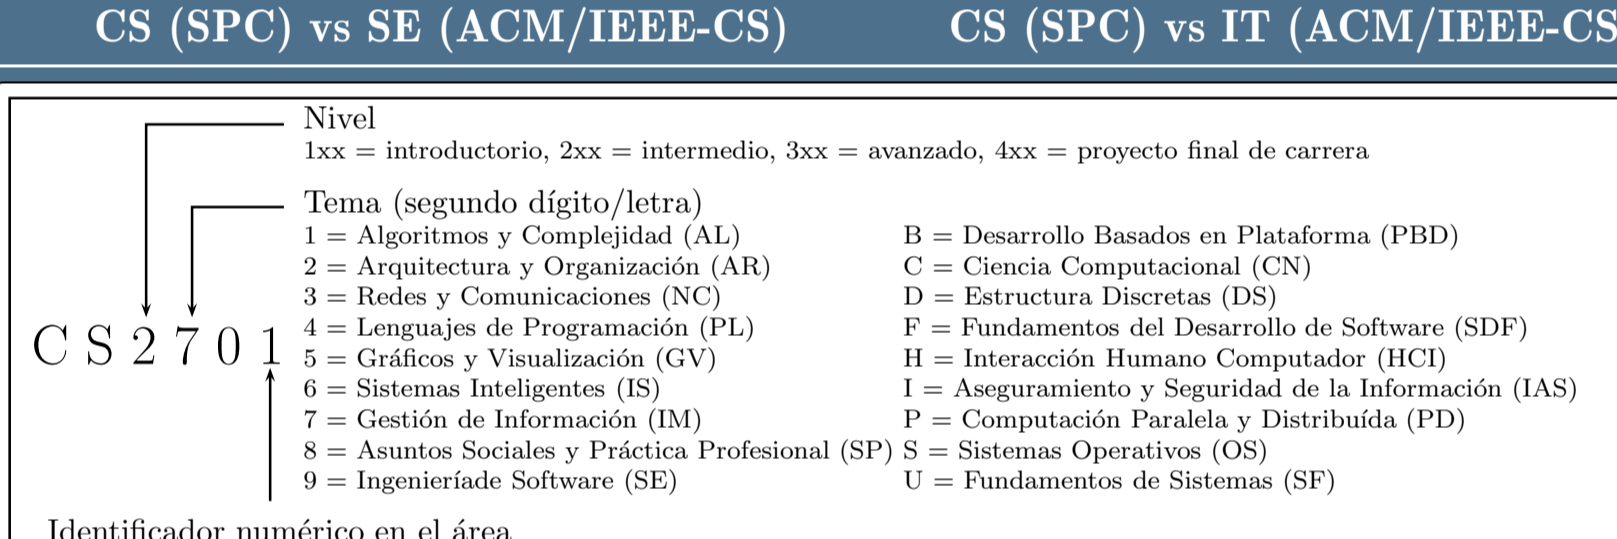 CS (SPC) vs SE (ACM/IEEE-CS)
CS (SPC) vs IT (ACM/IEEE-CS
Nivel
1xx = introductorio, 2xx = intermedio, 3xx = avanzado, 4xx = proyecto final de carrera
Tema (segundo dígito/letra)
1 = Algoritmos y Complejidad (AL)
2 = Arquitectura y Organización (AR)
3 = Redes y Comunicaciones (NC)
4 = Lenguajes de Programación (PL)
5 = Gráficos y Visualización (GV)
6 = Sistemas Inteligentes (IS)
7 = Gestión de Información (IM)
8 = Asuntos Sociales y Práctica Profesional (SP)
9 = Ingenieríade Software (SE)
B = Desarrollo Basados en Plataforma (PBD)
C = Ciencia Computacional (CN)
D = Estructura Discretas (DS)
F = Fundamentos del Desarrollo de Software (SDF)
H = Interacción Humano Computador (HCI)
I = Aseguramiento y Seguridad de la Información (IAS)
P = Computación Paralela y Distribuída (PD)
S = Sistemas Operativos (OS)
U = Fundamentos de Sistemas (SF)
C S 2 7 0 1
Identificador numérico en el área